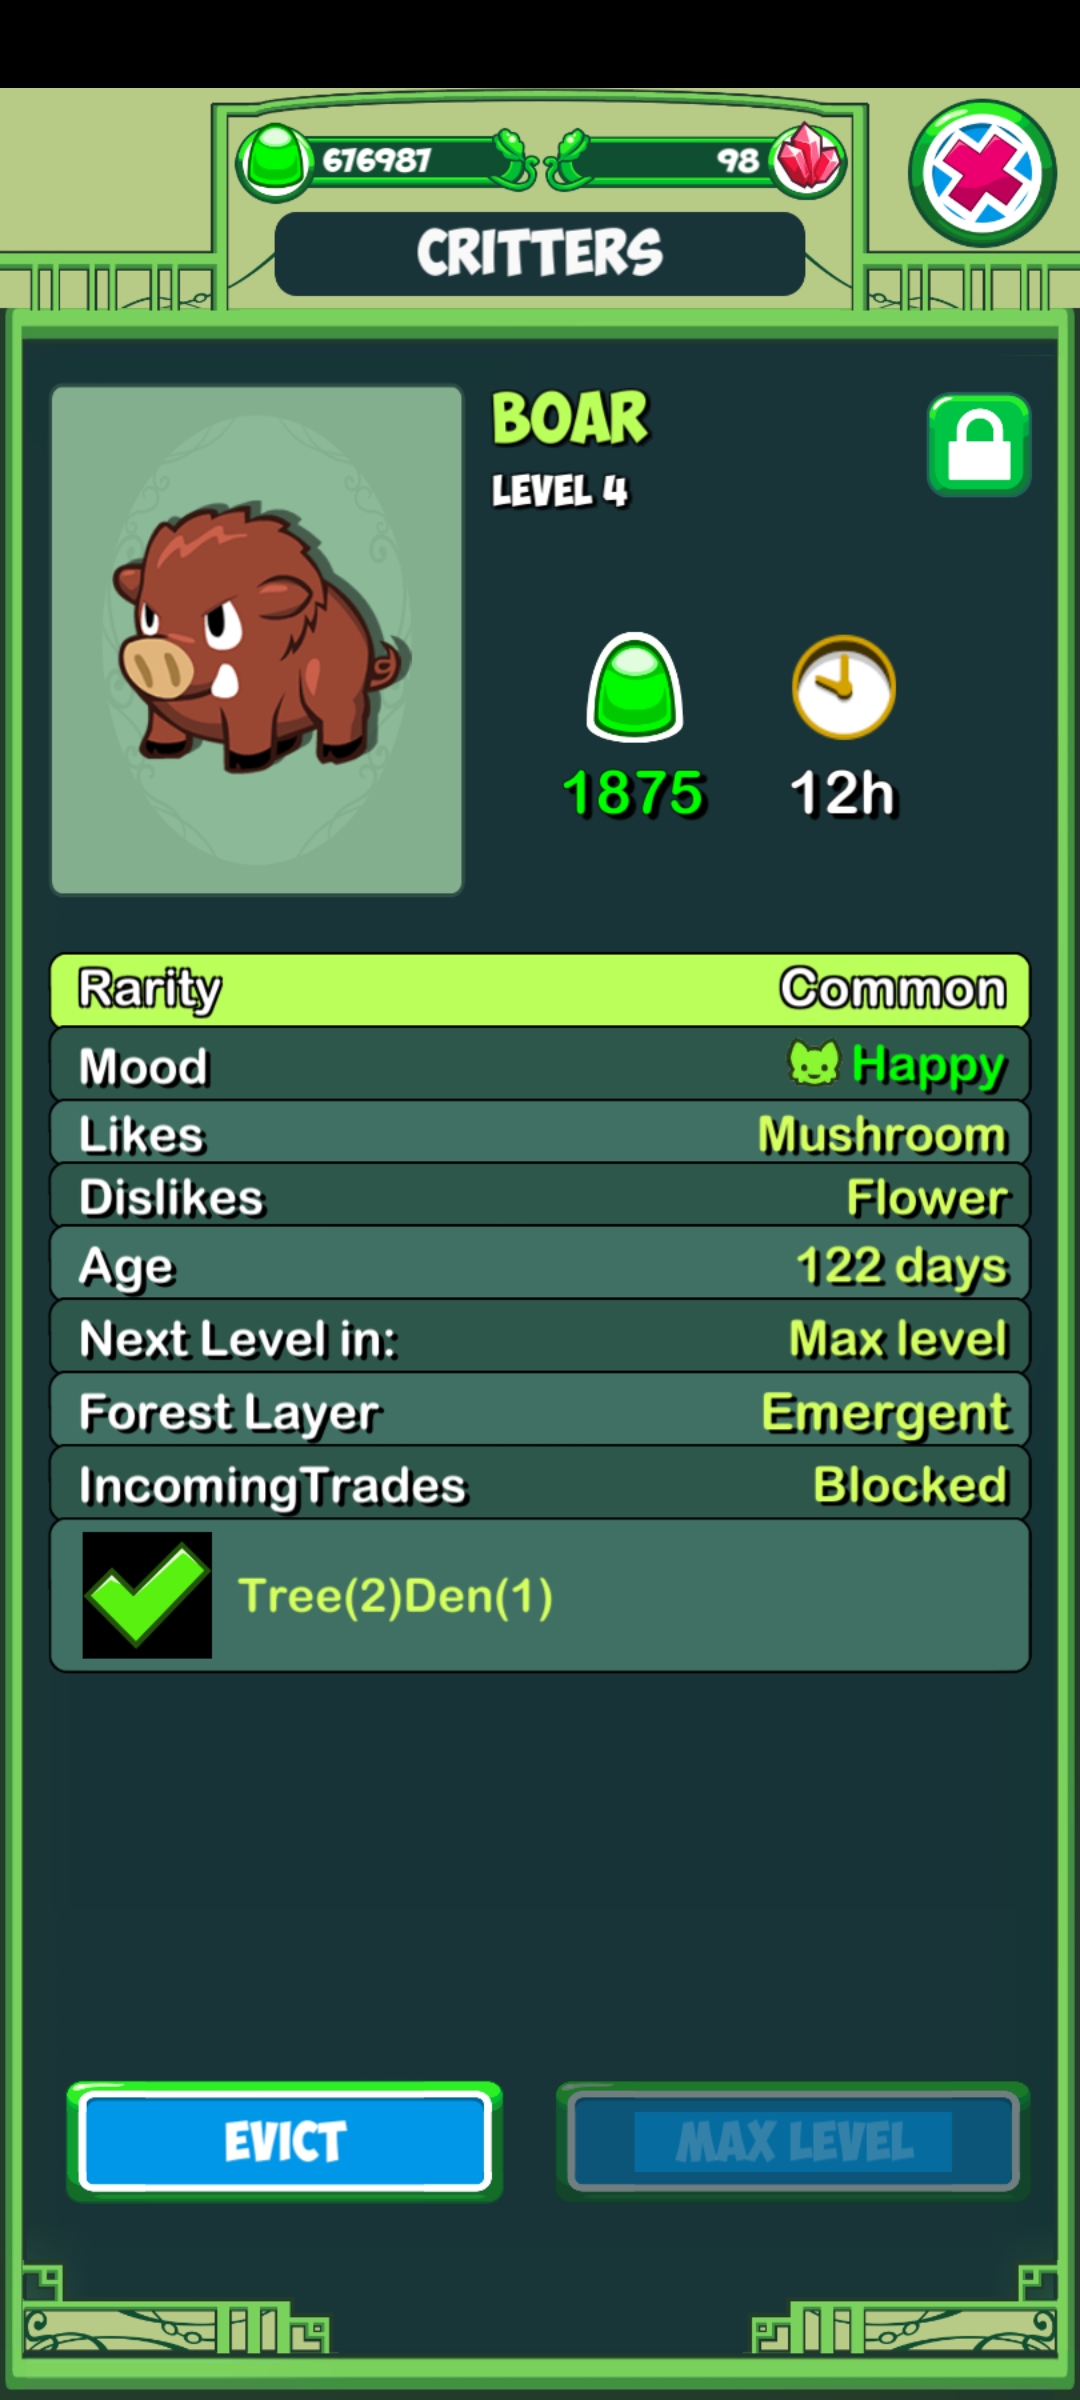 676987 98
CRITTERS
BOAR
LEVEL 4
1875 12h
Rarity Common
Mood Happy
Likes Mushroom
Dislikes Flower
Age 122 days
Next Level in: Max level
Forest Layer Emergent
IncomingTrades Blocked
Tree(2)Den(1)
EVICT MAX LEVEL